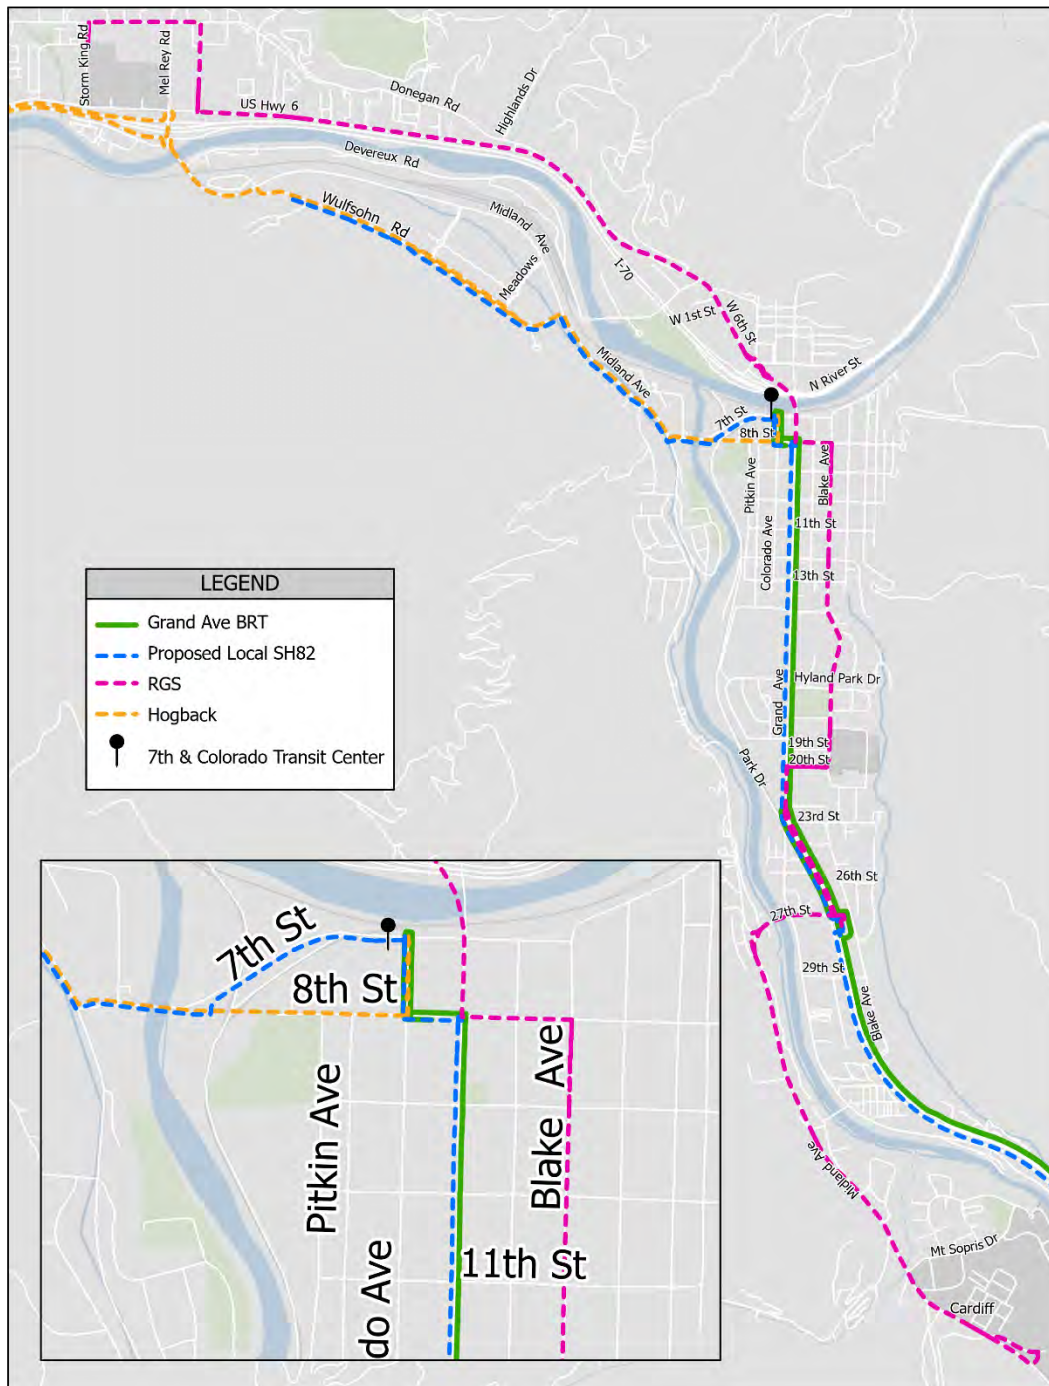 Storm King Rd
Mel Rey Rd
US Hwy 6
Donegan Rd
Highlands Dr
Devereux Rd
Wulfsohn Rd
Midland Ave
Meadows
I-70
W 1st St
W 6th St
N River St
Midland Ave
7th St
8th St
Pitkin Ave
Blake Ave
Colorado Ave
11th St
13th St
Grand Ave
Hyland Park Dr
19th St
20th St
Park Dr
23rd St
26th St
27th St
29th St
Blake Ave
Midland Ave
Mt Sopris Dr
Cardiff
LEGEND
Grand Ave BRT
Proposed Local SH82
RGS
Hogback
7th & Colorado Transit Center
7th St
8th St
Pitkin Ave
Blake Ave
do Ave
11th St